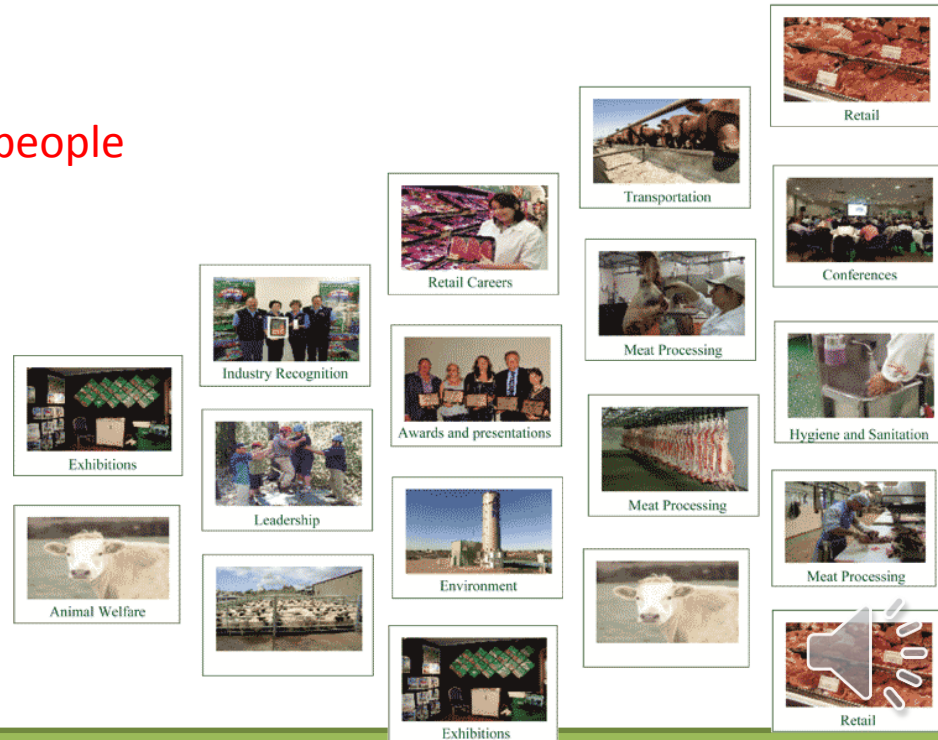 people
Retail
Transportation
Retail Careers
Conferences
Industry Recognition
Meat Processing
Exhibitions
Awards and presentations
Hygiene and Sanitation
Leadership
Meat Processing
Animal Welfare
Environment
Meat Processing
Exhibitions
Retail